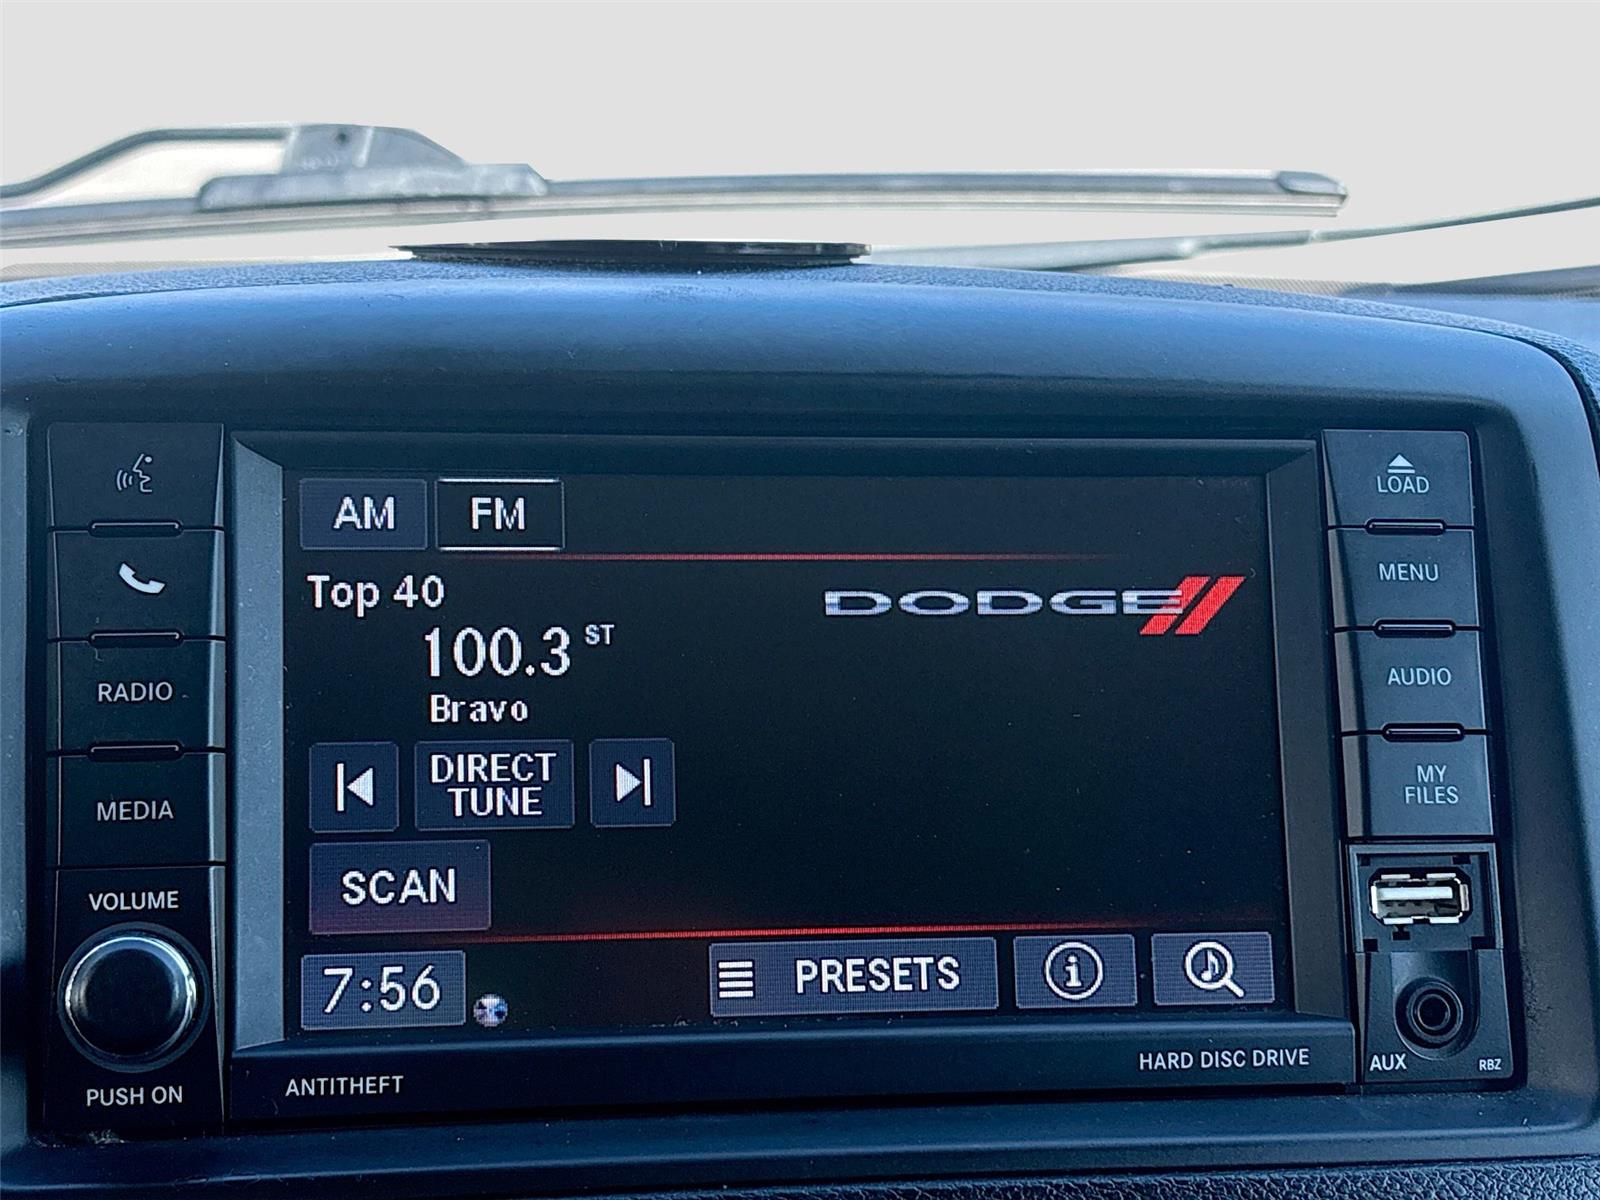 AM
FM
Top 40
DODGE
100.3 ST
Bravo
DIRECT
TUNE
SCAN
7:56
PRESETS
RADIO
MEDIA
VOLUME
PUSH ON
LOAD
MENU
AUDIO
MY
FILES
AUX
RBZ
ANTITHEFT
HARD DISC DRIVE